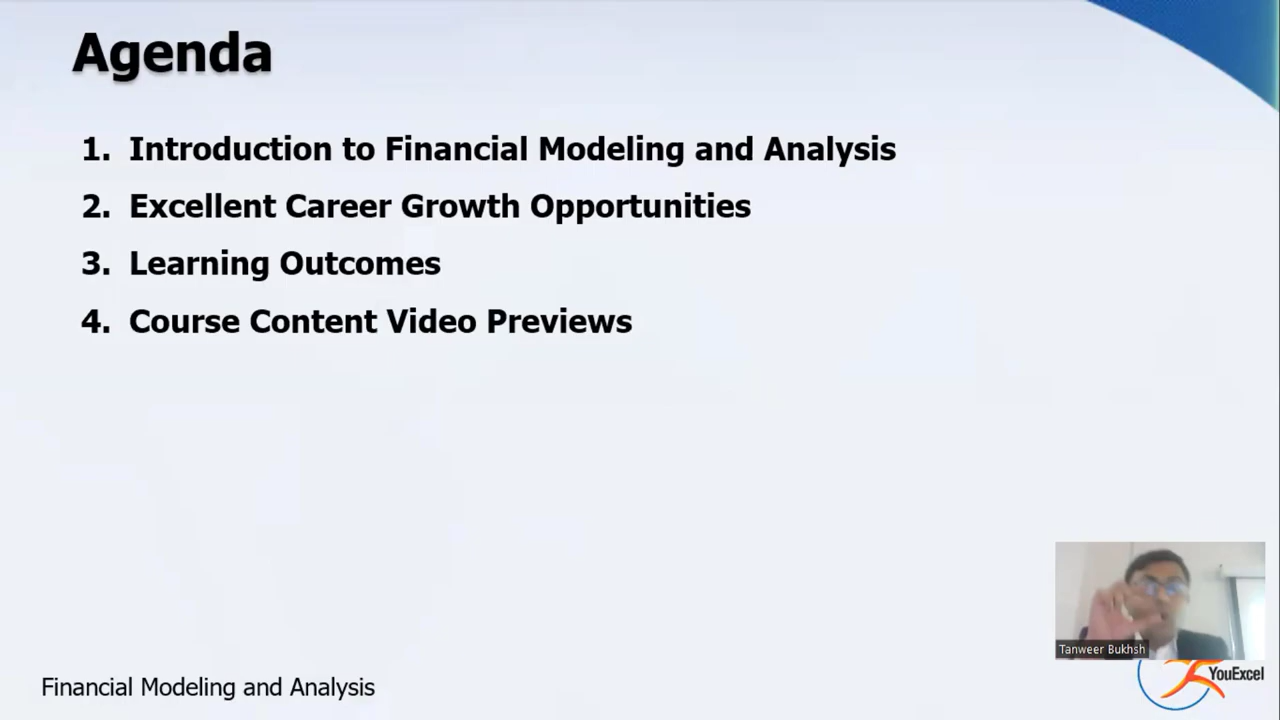 Agenda
1. Introduction to Financial Modeling and Analysis
2. Excellent Career Growth Opportunities
3. Learning Outcomes
4. Course Content Video Previews
Tanweer Bukhsh
Financial Modeling and Analysis
YouExcel